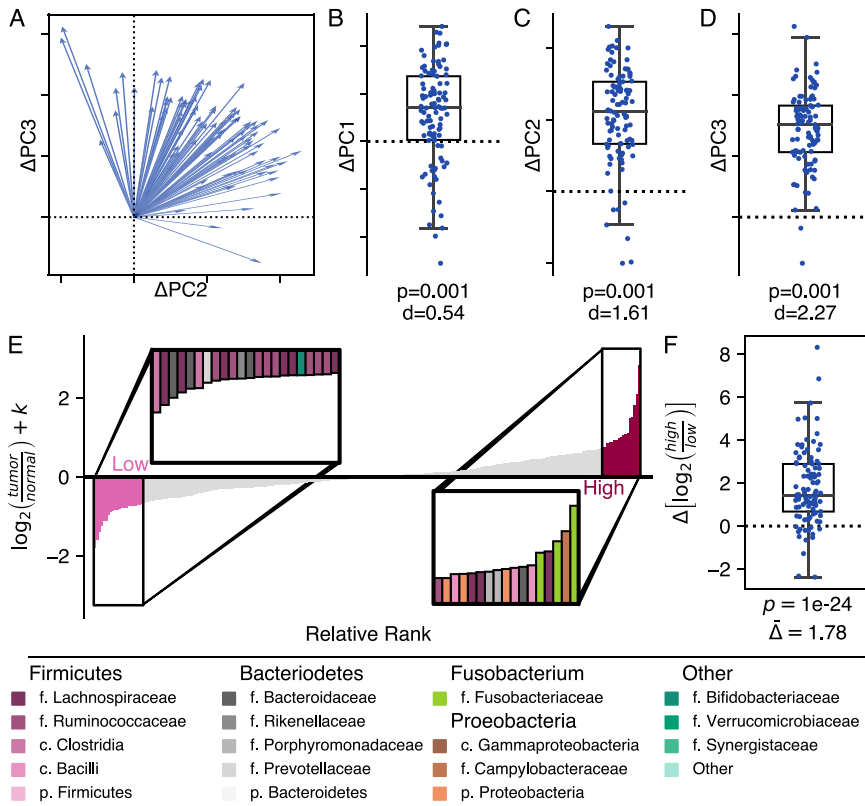 A
ΔPC3
ΔPC2
B
ΔPC1
p=0.001
d=0.54
C
ΔPC2
p=0.001
d=1.61
D
ΔPC3
p=0.001
d=2.27
E
log₂(tumor/normal) + k
2
0
−2
Low
High
Relative Rank
F
Δ[log₂(high/low)]
8
6
4
2
0
−2
p = 1e-24
Δ̄ = 1.78
Firmicutes
f. Lachnospiraceae
f. Ruminococcaceae
c. Clostridia
c. Bacilli
p. Firmicutes
Bacteriodetes
f. Bacteroidaceae
f. Rikenellaceae
f. Porphyromonadaceae
f. Prevotellaceae
p. Bacteroidetes
Fusobacterium
f. Fusobacteriaceae
Proeobacteria
c. Gammaproteobacteria
f. Campylobacteraceae
p. Proteobacteria
Other
f. Bifidobacteriaceae
f. Verrucomicrobiaceae
f. Synergistaceae
Other